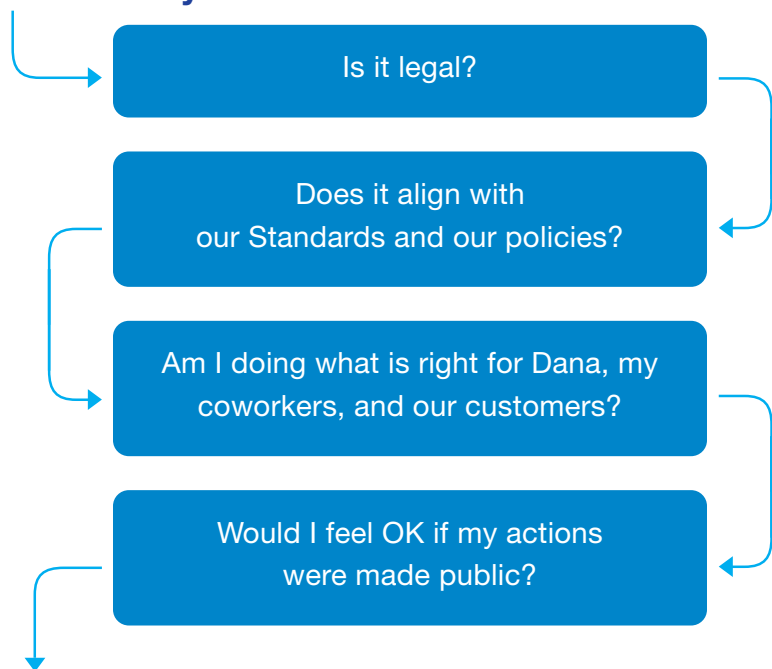 Is it legal?
Does it align with
our Standards and our policies?
Am I doing what is right for Dana, my
coworkers, and our customers?
Would I feel OK if my actions
were made public?